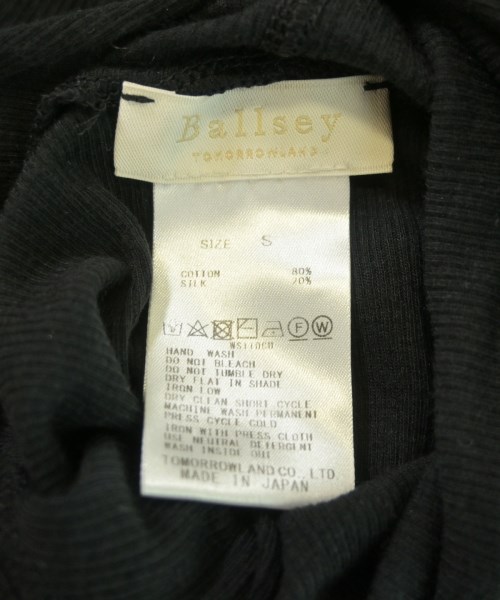 Ballsey
TOMORROWLAND
SIZE S
COTTON 80%
SILK 20%
WS110CH
HAND WASH
DO NOT BLEACH
DO NOT TUMBLE DRY
DRY FLAT IN SHADE
IRON LOW
DRY CLEAN SHORT CYCLE
MACHINE WASH PERMANENT
PRESS CYCLE COLD
IRON WITH PRESS CLOTH
USE NEUTRAL DETERGENT
WASH INSIDE OUT
TOMORROWLAND CO., LTD.
MADE IN JAPAN